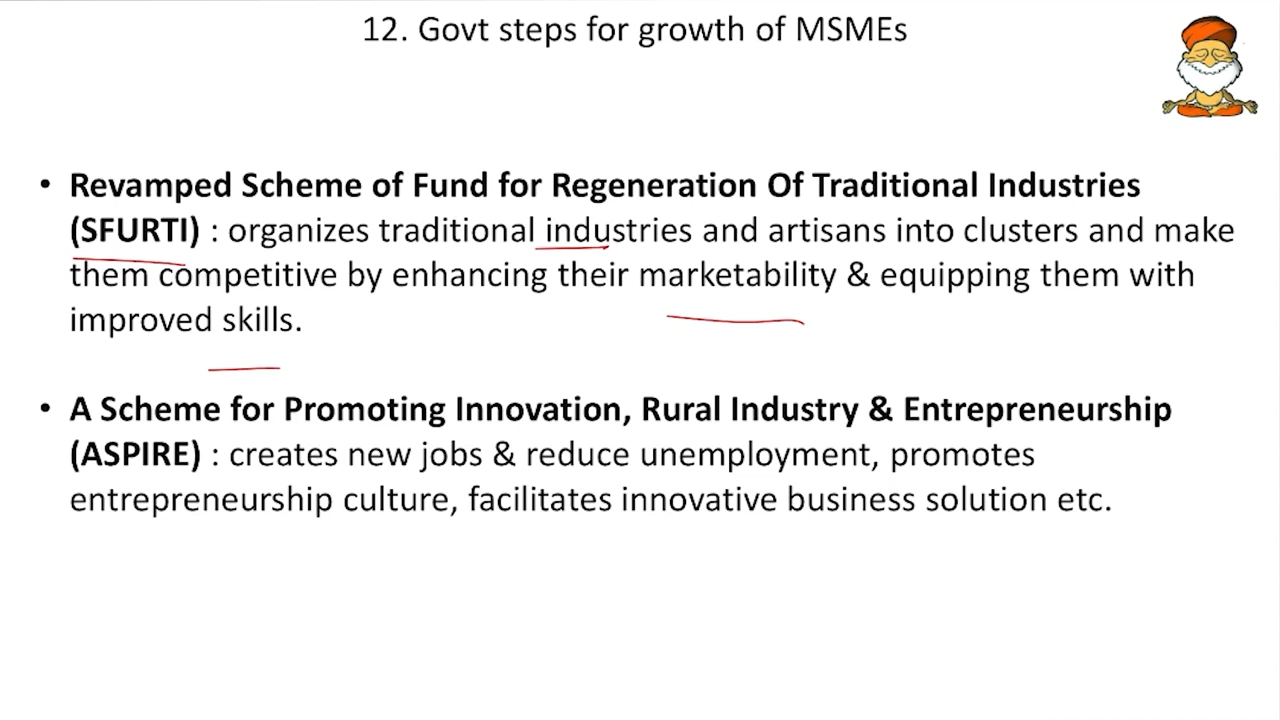 12. Govt steps for growth of MSMEs
• Revamped Scheme of Fund for Regeneration Of Traditional Industries
(SFURTI) : organizes traditional industries and artisans into clusters and make
them competitive by enhancing their marketability & equipping them with
improved skills.
• A Scheme for Promoting Innovation, Rural Industry & Entrepreneurship
(ASPIRE) : creates new jobs & reduce unemployment, promotes
entrepreneurship culture, facilitates innovative business solution etc.